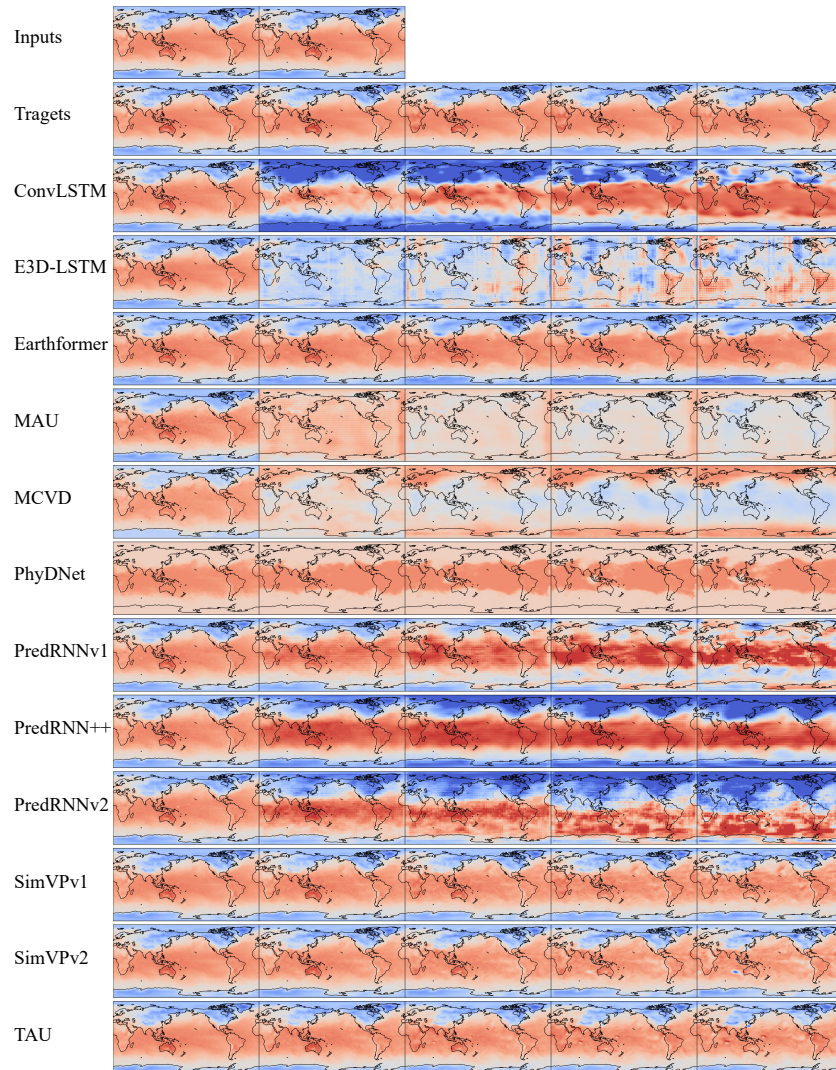 Inputs
Tragets
ConvLSTM
E3D-LSTM
Earthformer
MAU
MCVD
PhyDNet
PredRNNv1
PredRNN++
PredRNNv2
SimVPv1
SimVPv2
TAU